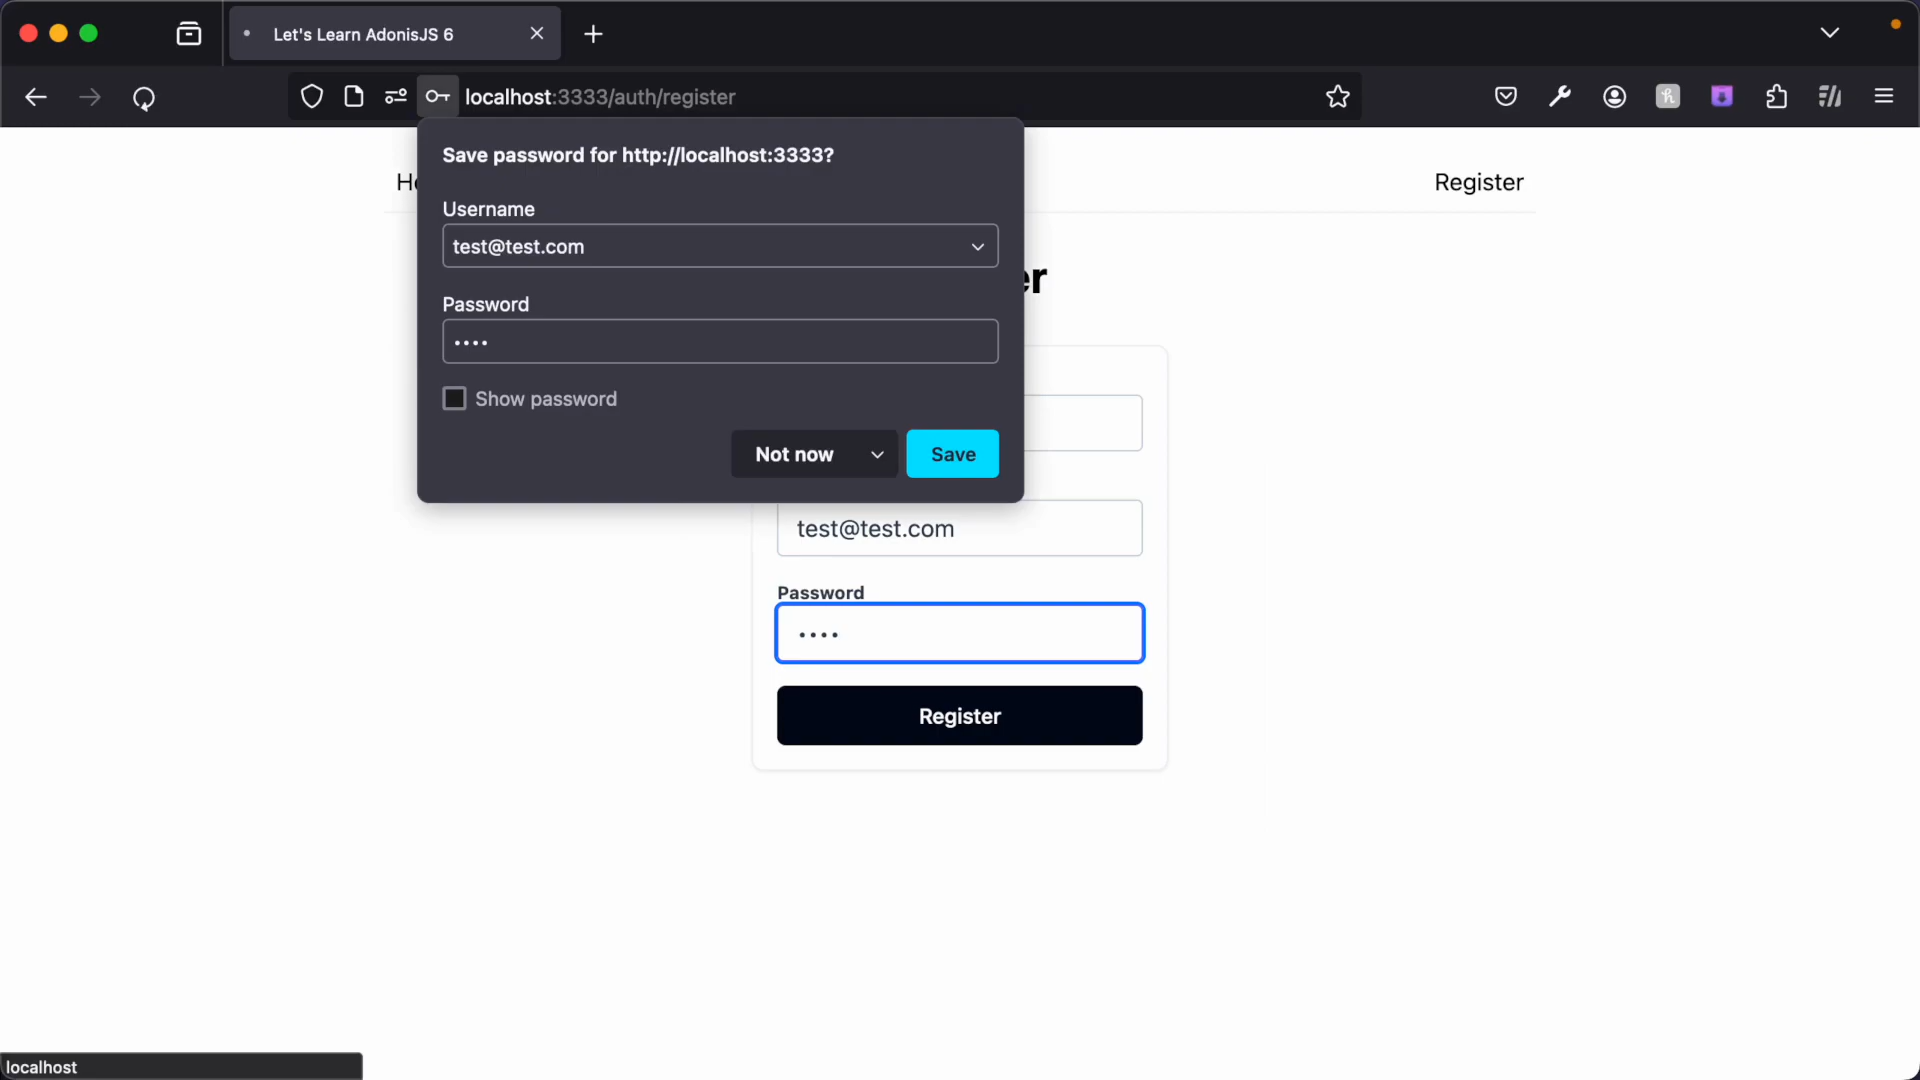 Let's Learn AdonisJS 6
localhost:3333/auth/register
Save password for http://localhost:3333?
Register
Username
test@test.com
Password
••••
Show password
Not now
Save
test@test.com
Password
••••
Register
localhost